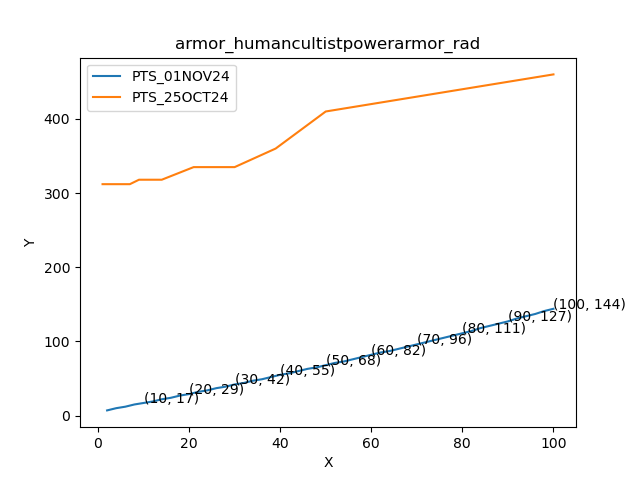 armor_humancultistpowerarmor_rad
PTS_01NOV24
PTS_25OCT24
Y
400
300
200
100
0
(10, 17)
(20, 29)
(30, 42)
(40, 55)
(50, 68)
(60, 82)
(70, 96)
(80, 111)
(90, 127)
(100, 144)
0 20 40 60 80 100
X